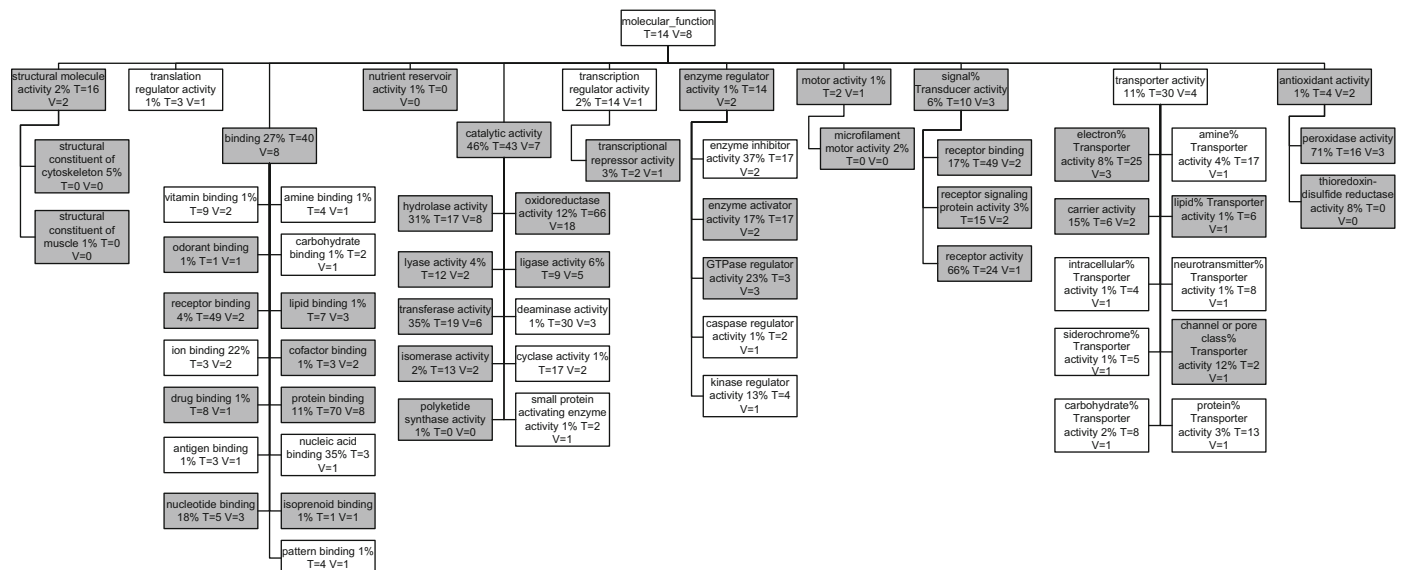 molecular_function
T=14 V=8
structural molecule
activity 2% T=16
V=2
translation
regulator activity
1% T=3 V=1
nutrient reservoir
activity 1% T=0
V=0
transcription
regulator activity
2% T=14 V=1
enzyme regulator
activity 1% T=14
V=2
motor activity 1%
T=2 V=1
signal%
Transducer activity
6% T=10 V=3
transporter activity
11% T=30 V=4
antioxidant activity
1% T=4 V=2
structural
constituent of
cytoskeleton 5%
T=0 V=0
structural
constituent of
muscle 1% T=0
V=0
binding 27% T=40
V=8
vitamin binding 1%
T=9 V=2
amine binding 1%
T=4 V=1
odorant binding
1% T=1 V=1
carbohydrate
binding 1% T=2
V=1
receptor binding
4% T=49 V=2
lipid binding 1%
T=7 V=3
ion binding 22%
T=3 V=2
cofactor binding
1% T=3 V=2
drug binding 1%
T=8 V=1
protein binding
11% T=70 V=8
antigen binding
1% T=3 V=1
nucleic acid
binding 35% T=3
V=1
nucleotide binding
18% T=5 V=3
isoprenoid binding
1% T=1 V=1
pattern binding 1%
T=4 V=1
catalytic activity
46% T=43 V=7
hydrolase activity
31% T=17 V=8
oxidoreductase
activity 12% T=66
V=18
lyase activity 4%
T=12 V=2
ligase activity 6%
T=9 V=5
transferase activity
35% T=19 V=6
deaminase activity
1% T=30 V=3
isomerase activity
2% T=13 V=2
cyclase activity 1%
T=17 V=2
polyketide
synthase activity
1% T=0 V=0
small protein
activating enzyme
activity 1% T=2
V=1
transcriptional
repressor activity
3% T=2 V=1
enzyme inhibitor
activity 37% T=17
V=2
enzyme activator
activity 17% T=17
V=2
GTPase regulator
activity 23% T=3
V=3
caspase regulator
activity 1% T=2
V=1
kinase regulator
activity 13% T=4
V=1
microfilament
motor activity 2%
T=0 V=0
receptor binding
17% T=49 V=2
receptor signaling
protein activity 3%
T=15 V=2
receptor activity
66% T=24 V=1
electron%
Transporter
activity 8% T=25
V=3
amine%
Transporter
activity 4% T=17
V=1
carrier activity
15% T=6 V=2
lipid% Transporter
activity 1% T=6
V=1
intracellular%
Transporter
activity 1% T=4
V=1
neurotransmitter%
Transporter
activity 1% T=8
V=1
siderochrome%
Transporter
activity 1% T=5
V=1
channel or pore
class%
Transporter
activity 12% T=2
V=1
carbohydrate%
Transporter
activity 2% T=8
V=1
protein%
Transporter
activity 3% T=13
V=1
peroxidase activity
71% T=16 V=3
thioredoxin-
disulfide reductase
activity 8% T=0
V=0